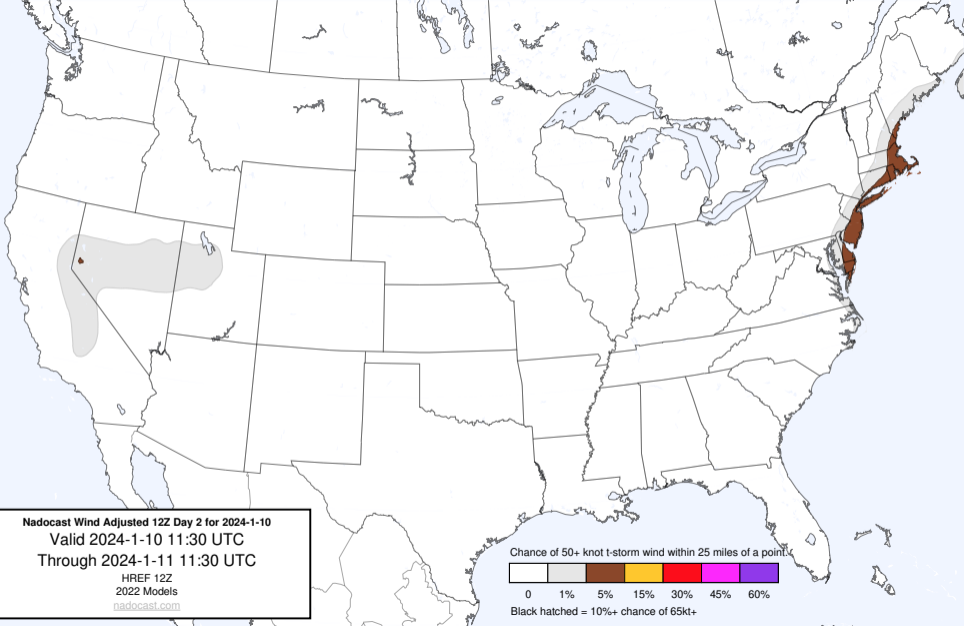 Nadocast Wind Adjusted 12Z Day 2 for 2024-1-10
Valid 2024-1-10 11:30 UTC
Through 2024-1-11 11:30 UTC
HREF 12Z
2022 Models
nadocast.com
Chance of 50+ knot t-storm wind within 25 miles of a point.
0 1% 5% 15% 30% 45% 60%
Black hatched = 10%+ chance of 65kt+